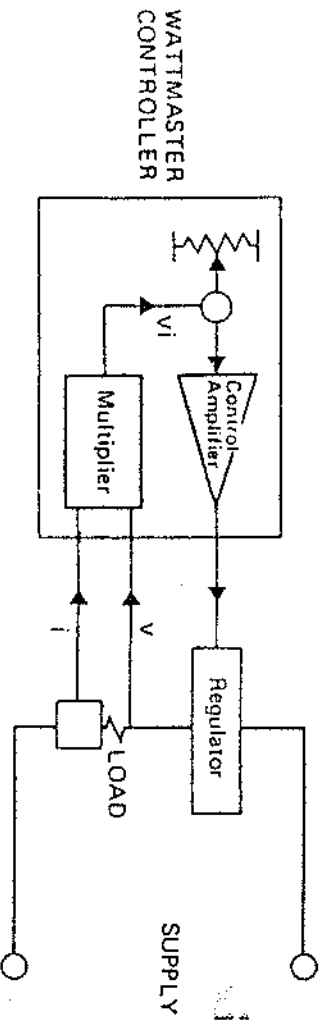 WATTMASTER
CONTROLLER
vi
Control
Amplifier
Multiplier
v
i
Regulator
LOAD
SUPPLY